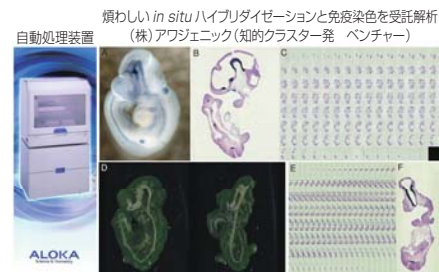 煩わしい in situ ハイブリダイゼーションと免疫染色を受託解析
自動処理装置
（株）アワジェニック（知的クラスター発　ベンチャー）
A
B
C
D
E
F
ALOKA